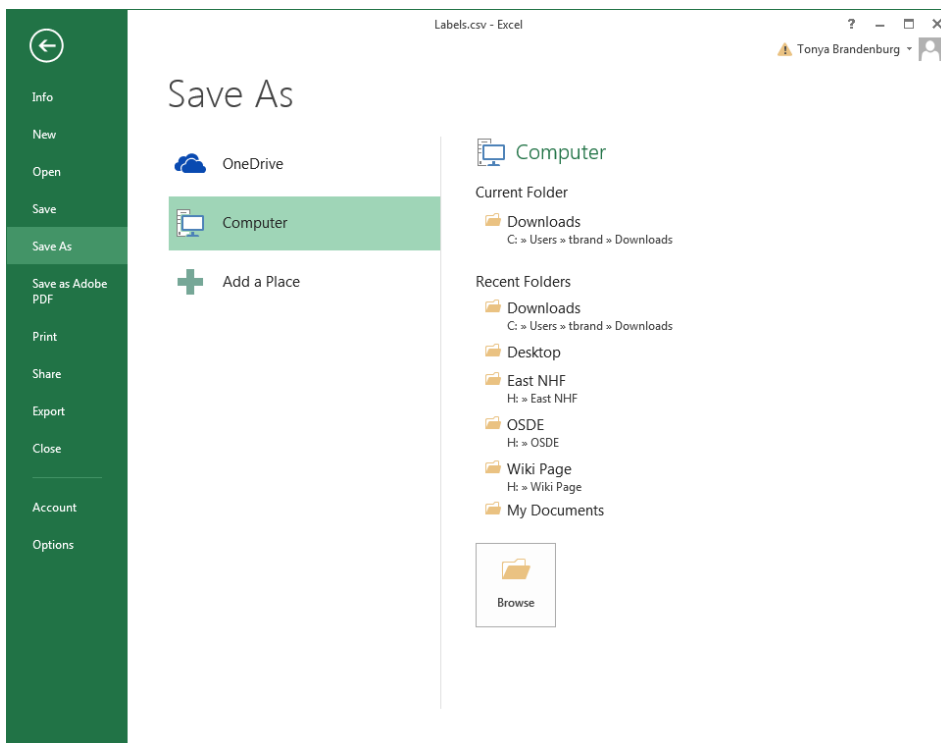 Labels.csv - Excel
?
Tonya Brandenburg
Info
New
Open
Save
Save As
Save as Adobe
PDF
Print
Share
Export
Close
Account
Options
Save As
OneDrive
Computer
Add a Place
Computer
Current Folder
Downloads
C: » Users » tbrand » Downloads
Recent Folders
Downloads
C: » Users » tbrand » Downloads
Desktop
East NHF
H: » East NHF
OSDE
H: » OSDE
Wiki Page
H: » Wiki Page
My Documents
Browse